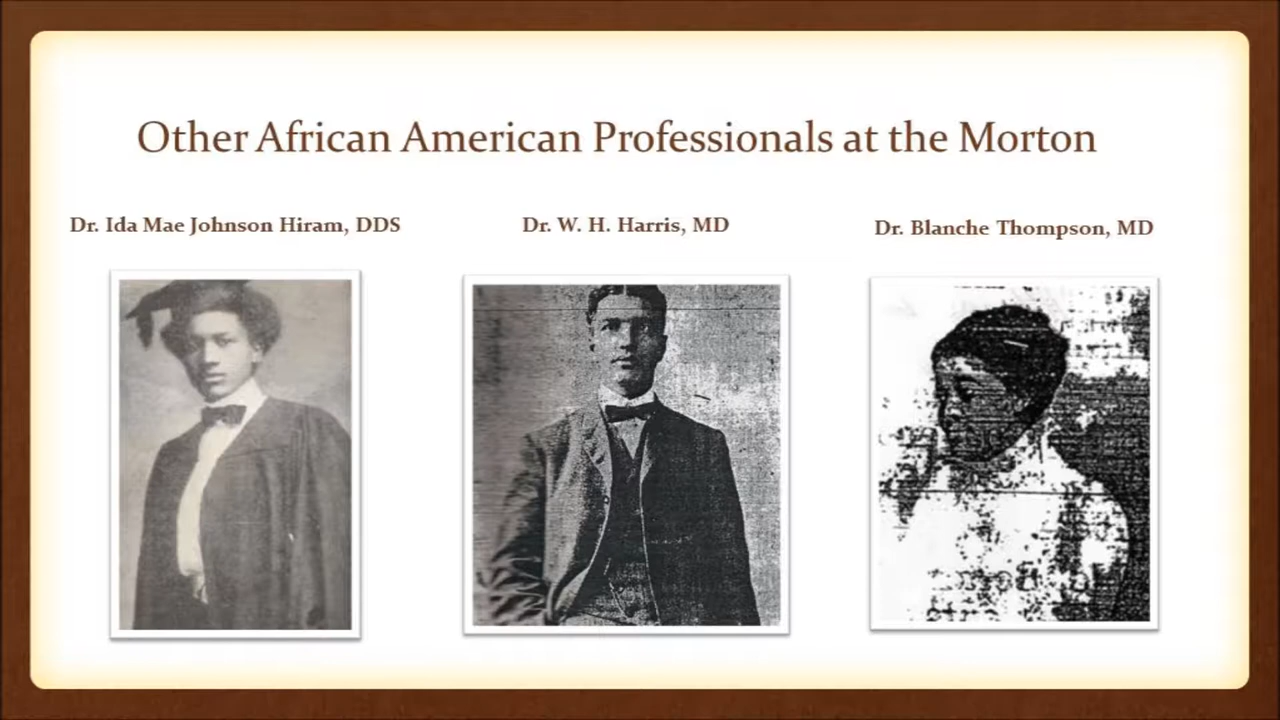 Other African American Professionals at the Morton
Dr. Ida Mae Johnson Hiram, DDS
Dr. W. H. Harris, MD
Dr. Blanche Thompson, MD